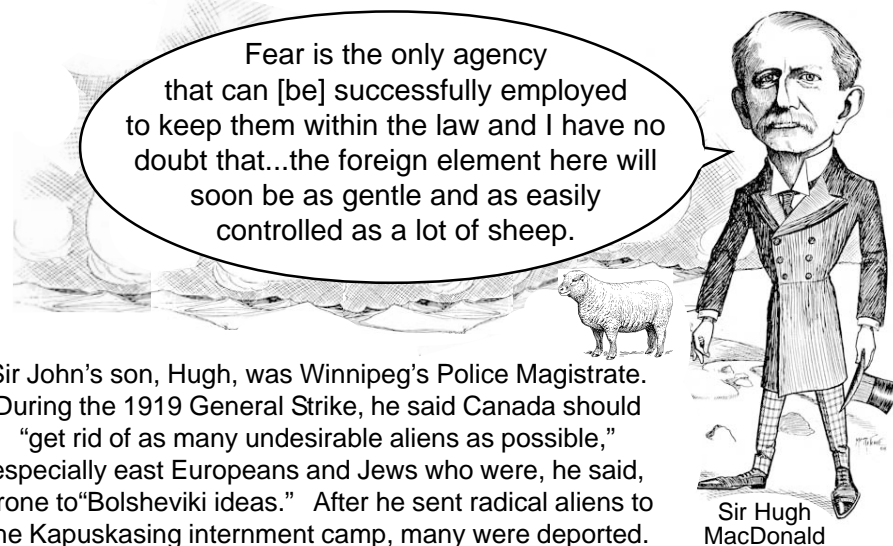 Fear is the only agency
that can [be] successfully employed
to keep them within the law and I have no
doubt that...the foreign element here will
soon be as gentle and as easily
controlled as a lot of sheep.
Sir John’s son, Hugh, was Winnipeg’s Police Magistrate.
During the 1919 General Strike, he said Canada should
“get rid of as many undesirable aliens as possible,”
especially east Europeans and Jews who were, he said,
prone to“Bolsheviki ideas.” After he sent radical aliens to
the Kapuskasing internment camp, many were deported.
Sir Hugh
MacDonald